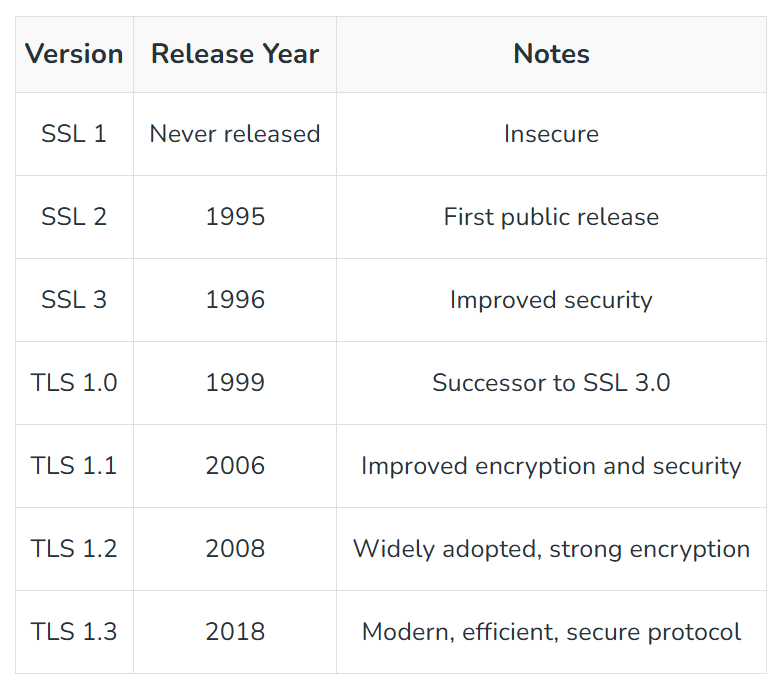 Version Release Year Notes
SSL 1 Never released Insecure
SSL 2 1995 First public release
SSL 3 1996 Improved security
TLS 1.0 1999 Successor to SSL 3.0
TLS 1.1 2006 Improved encryption and security
TLS 1.2 2008 Widely adopted, strong encryption
TLS 1.3 2018 Modern, efficient, secure protocol